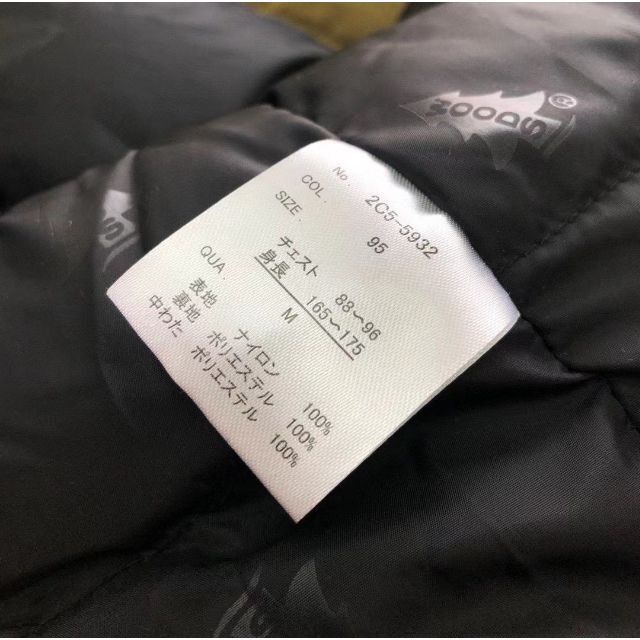 No. 2C5-5932
COL. 95
SIZE
チェスト 88〜96
身長 165〜175
M
QUA.
表地 ナイロン 100%
裏地 ポリエステル 100%
中わた ポリエステル 100%